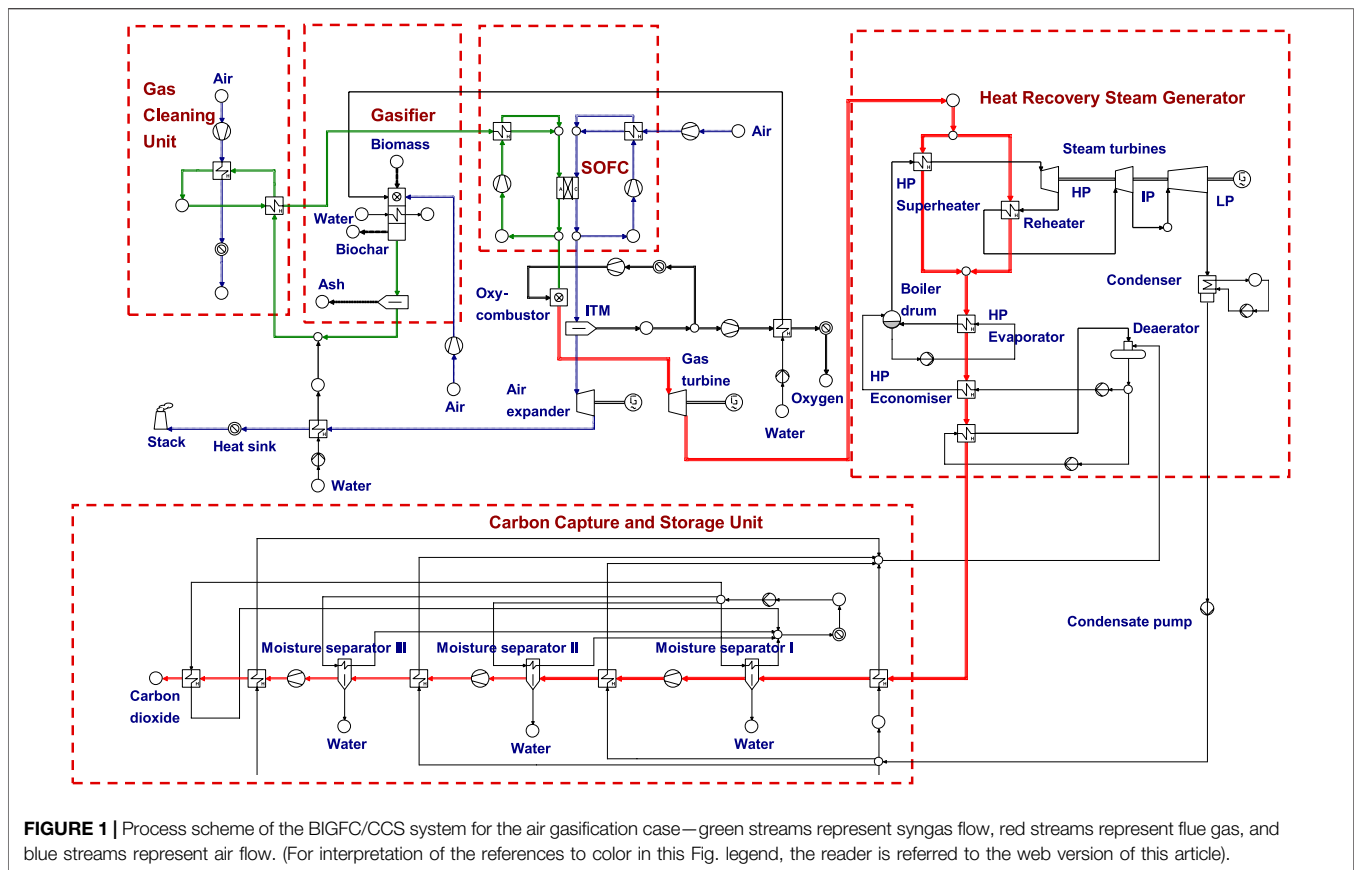 Gas
Cleaning
Unit
Air
Gasifier
Biomass
Water
Biochar
Ash
Air
SOFC
Air
Oxy-
combustor
ITM
Air
expander
Gas
turbine
Oxygen
Water
Stack
Heat sink
Water
Heat Recovery Steam Generator
Steam turbines
HP
Superheater
HP
IP
LP
Reheater
Condenser
Boiler
drum
HP
Evaporator
Deaerator
HP
Economiser
Carbon Capture and Storage Unit
Condensate pump
Moisture separator III
Moisture separator II
Moisture separator I
Carbon
dioxide
Water
Water
Water
FIGURE 1 | Process scheme of the BIGFC/CCS system for the air gasification case—green streams represent syngas flow, red streams represent flue gas, and
blue streams represent air flow. (For interpretation of the references to color in this Fig. legend, the reader is referred to the web version of this article).